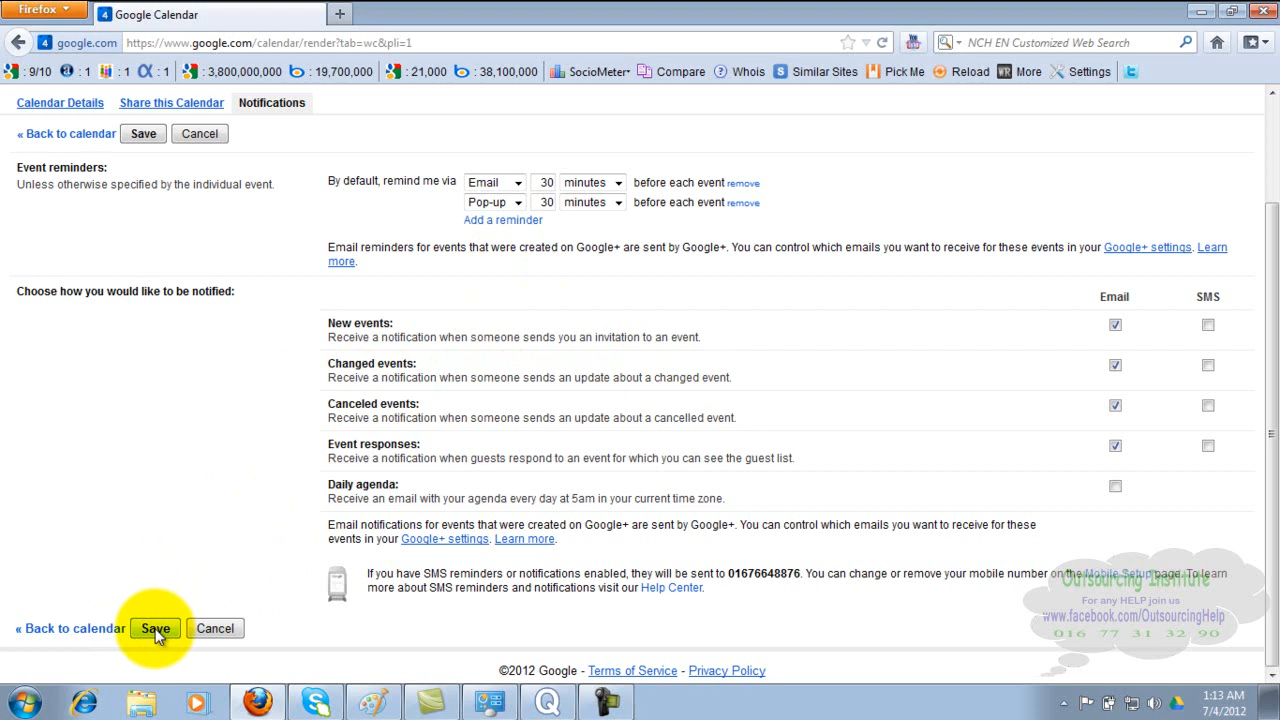 Firefox
Google Calendar
google.com
https://www.google.com/calendar/render?tab=wc&pli=1
NCH EN Customized Web Search
: 9/10 : 1 : 1 : 1 : 3,800,000,000 : 19,700,000 : 21,000 : 38,100,000 SocioMeter Compare Whois Similar Sites Pick Me Reload More Settings
Calendar Details Share this Calendar Notifications
« Back to calendar Save Cancel
Event reminders:
Unless otherwise specified by the individual event.
By default, remind me via Email 30 minutes before each event remove
Pop-up 30 minutes before each event remove
Add a reminder
Email reminders for events that were created on Google+ are sent by Google+. You can control which emails you want to receive for these events in your Google+ settings. Learn
more.
Choose how you would like to be notified:
Email SMS
New events:
Receive a notification when someone sends you an invitation to an event.
Changed events:
Receive a notification when someone sends an update about a changed event.
Canceled events:
Receive a notification when someone sends an update about a cancelled event.
Event responses:
Receive a notification when guests respond to an event for which you can see the guest list.
Daily agenda:
Receive an email with your agenda every day at 5am in your current time zone.
Email notifications for events that were created on Google+ are sent by Google+. You can control which emails you want to receive for these
events in your Google+ settings. Learn more.
If you have SMS reminders or notifications enabled, they will be sent to 01676648876. You can change or remove your mobile number on the Mobile Setup page. To learn
more about SMS reminders and notifications visit our Help Center.
Outsourcing Institute
For any HELP join us
www.facebook.com/OutsourcingHelp
016 77 31 32 90
« Back to calendar Save Cancel
©2012 Google - Terms of Service - Privacy Policy
1:13 AM
7/4/2012